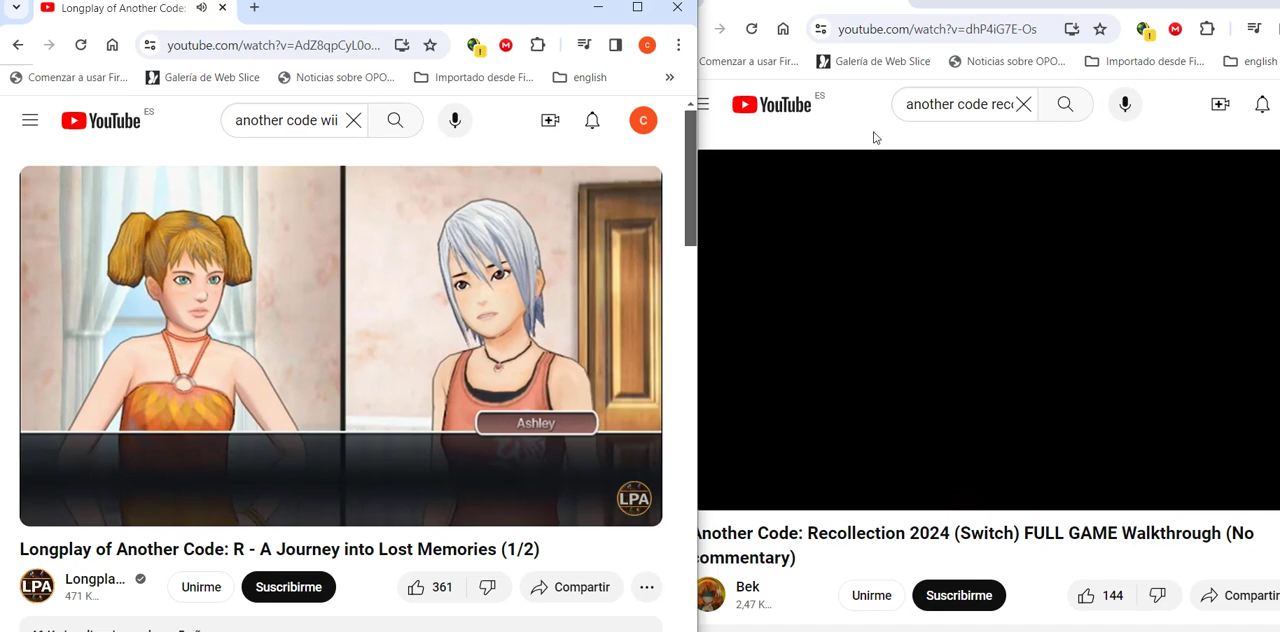 Longplay of Another Code:
youtube.com/watch?v=AdZ8qpCyL0o...
Comenzar a usar Fir...
Galería de Web Slice
Noticias sobre OPO...
Importado desde Fi...
english
»
YouTube
ES
another code wii
C
Ashley
LPA
Longplay of Another Code: R - A Journey into Lost Memories (1/2)
LPA
Longpla...
471 K...
Unirme
Suscribirme
361
Compartir
youtube.com/watch?v=dhP4iG7E-Os
Comenzar a usar Fir...
Galería de Web Slice
Noticias sobre OPO...
Importado desde Fi...
english
YouTube
ES
another code rec
Another Code: Recollection 2024 (Switch) FULL GAME Walkthrough (No
commentary)
Bek
2,47 K...
Unirme
Suscribirme
144
Compartir